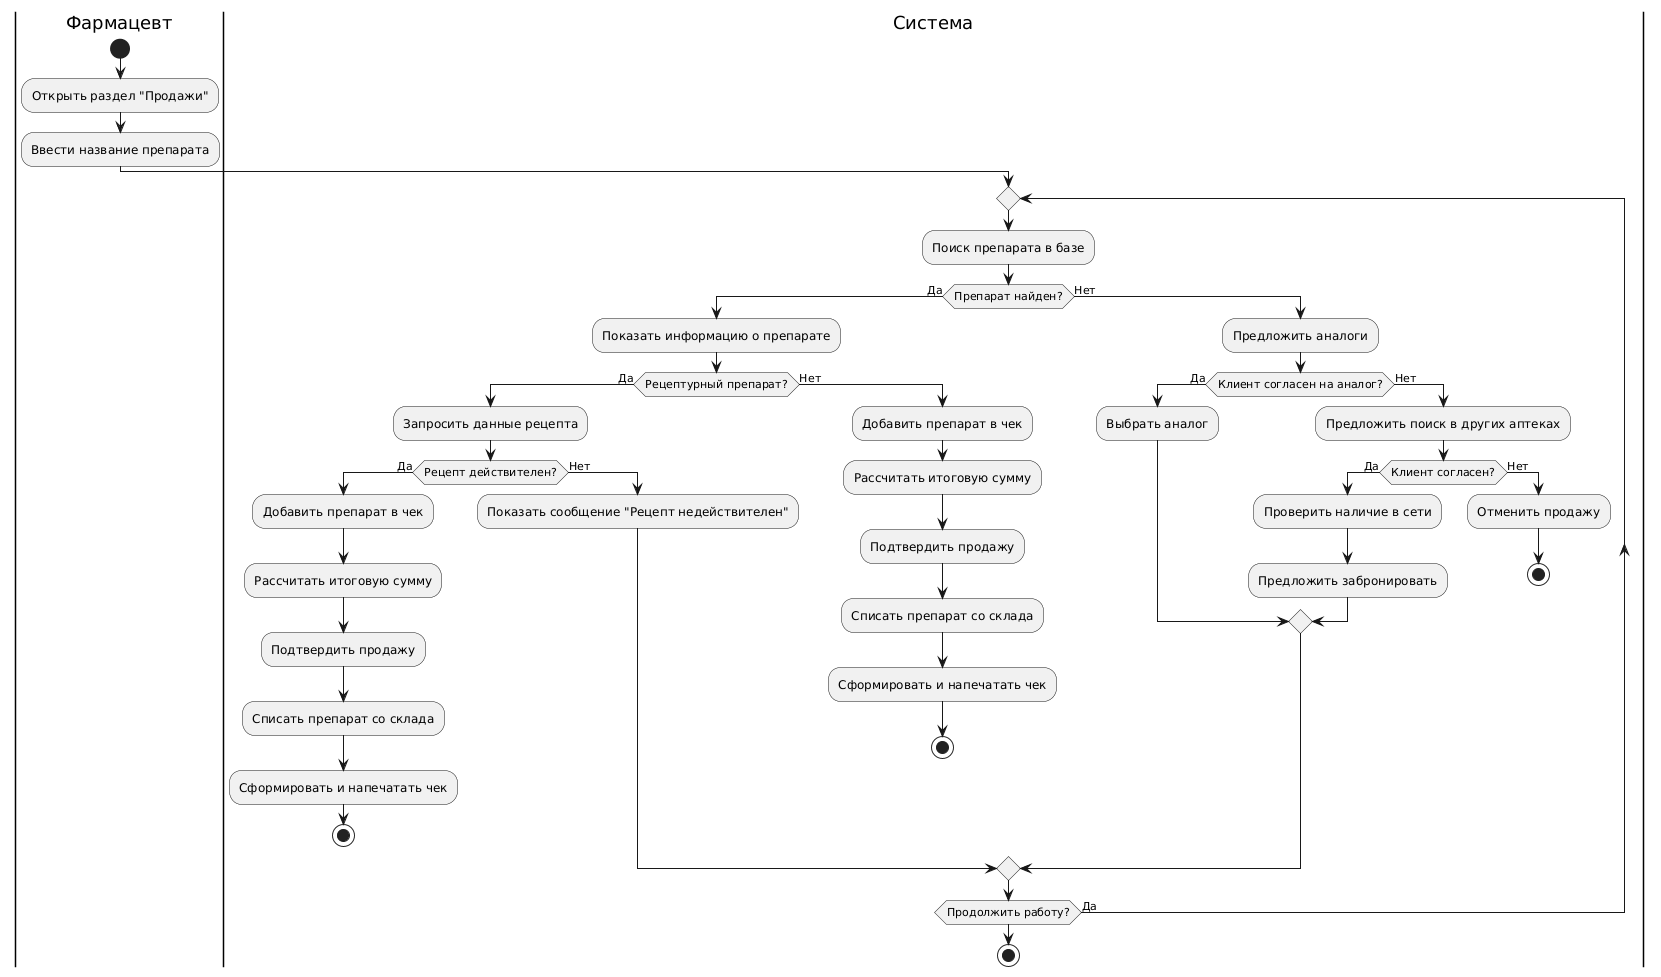 Фармацевт
Система
Открыть раздел "Продажи"
Ввести название препарата
Поиск препарата в базе
Препарат найден?
Да
Нет
Показать информацию о препарате
Предложить аналоги
Рецептурный препарат?
Да
Нет
Клиент согласен на аналог?
Да
Нет
Запросить данные рецепта
Добавить препарат в чек
Выбрать аналог
Предложить поиск в других аптеках
Рецепт действителен?
Да
Нет
Рассчитать итоговую сумму
Клиент согласен?
Да
Нет
Добавить препарат в чек
Показать сообщение "Рецепт недействителен"
Проверить наличие в сети
Отменить продажу
Подтвердить продажу
Рассчитать итоговую сумму
Предложить забронировать
Списать препарат со склада
Подтвердить продажу
Сформировать и напечатать чек
Списать препарат со склада
Сформировать и напечатать чек
Продолжить работу?
Да